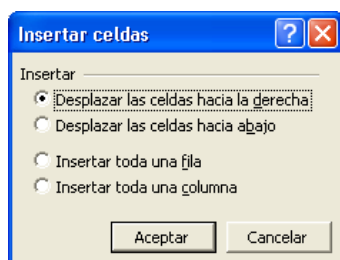 Insertar celdas
Insertar
Desplazar las celdas hacia la derecha
Desplazar las celdas hacia abajo
Insertar toda una fila
Insertar toda una columna
Aceptar Cancelar